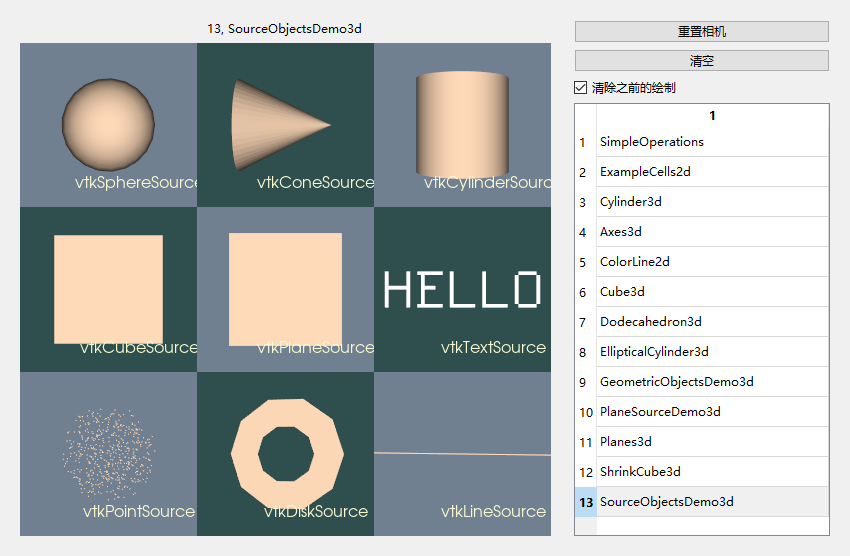 13, SourceObjectsDemo3d
vtkSphereSource
vtkConeSource
vtkCylinderSourc
vtkCubeSource
vtkPlaneSource
HELLO
vtkTextSource
vtkPointSource
vtkDiskSource
vtkLineSource
重置相机
清空
清除之前的绘制
1
1 SimpleOperations
2 ExampleCells2d
3 Cylinder3d
4 Axes3d
5 ColorLine2d
6 Cube3d
7 Dodecahedron3d
8 EllipticalCylinder3d
9 GeometricObjectsDemo3d
10 PlaneSourceDemo3d
11 Planes3d
12 ShrinkCube3d
13 SourceObjectsDemo3d